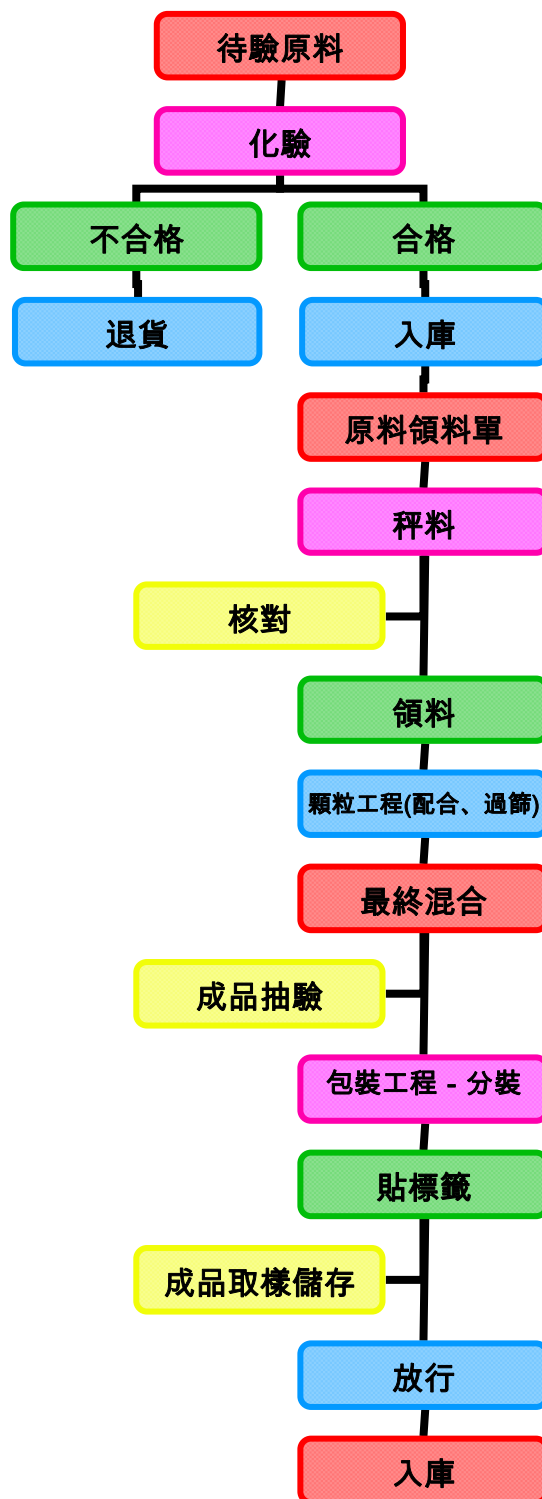 待驗原料
化驗
不合格
合格
退貨
入庫
原料領料單
秤料
核對
領料
顆粒工程(配合、過篩)
最終混合
成品抽驗
包裝工程 - 分裝
貼標籤
成品取樣儲存
放行
入庫